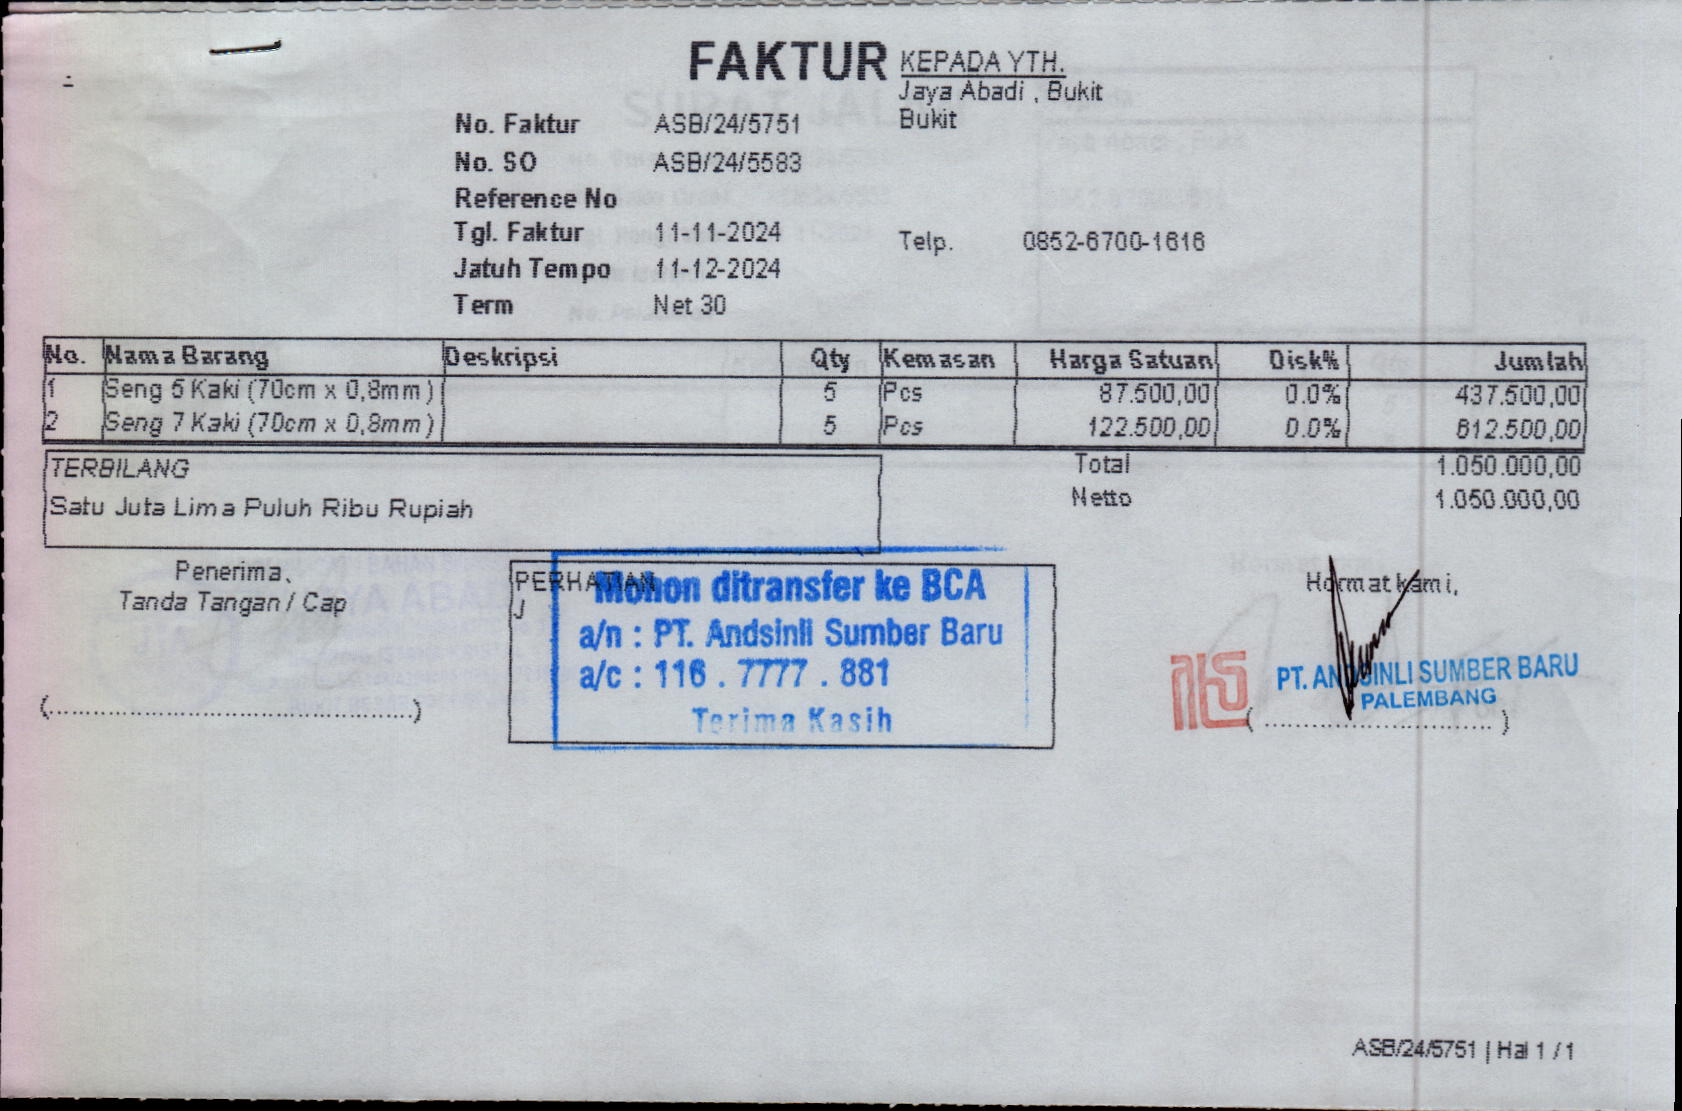 FAKTUR
KEPADA YTH.
Jaya Abadi , Bukit
Bukit
No. Faktur ASB/24/5751
No. SO ASB/24/5583
Reference No
Tgl. Faktur 11-11-2024
Telp. 0852-6700-1616
Jatuh Tempo 11-12-2024
Term Net 30
No. Nama Barang Deskripsi Qty Kemasan Harga Satuan Disk% Jumlah
1 Seng 5 Kaki (70cm x 0,8mm) 5 Pcs 87.500,00 0.0% 437.500,00
2 Seng 7 Kaki (70cm x 0,8mm) 5 Pcs 122.500,00 0.0% 612.500,00
TERBILANG
Satu Juta Lima Puluh Ribu Rupiah
Total 1.050.000,00
Netto 1.050.000,00
Penerima,
Tanda Tangan / Cap
(..............................................)
PERHATIAN
J
Mohon ditransfer ke BCA
a/n : PT. Andsinli Sumber Baru
a/c : 116 . 7777 . 881
Terima Kasih
Hormat kami,
PT. ANDSINLI SUMBER BARU
PALEMBANG
( ............................. )
ASB/24/5751 | Hal 1 / 1